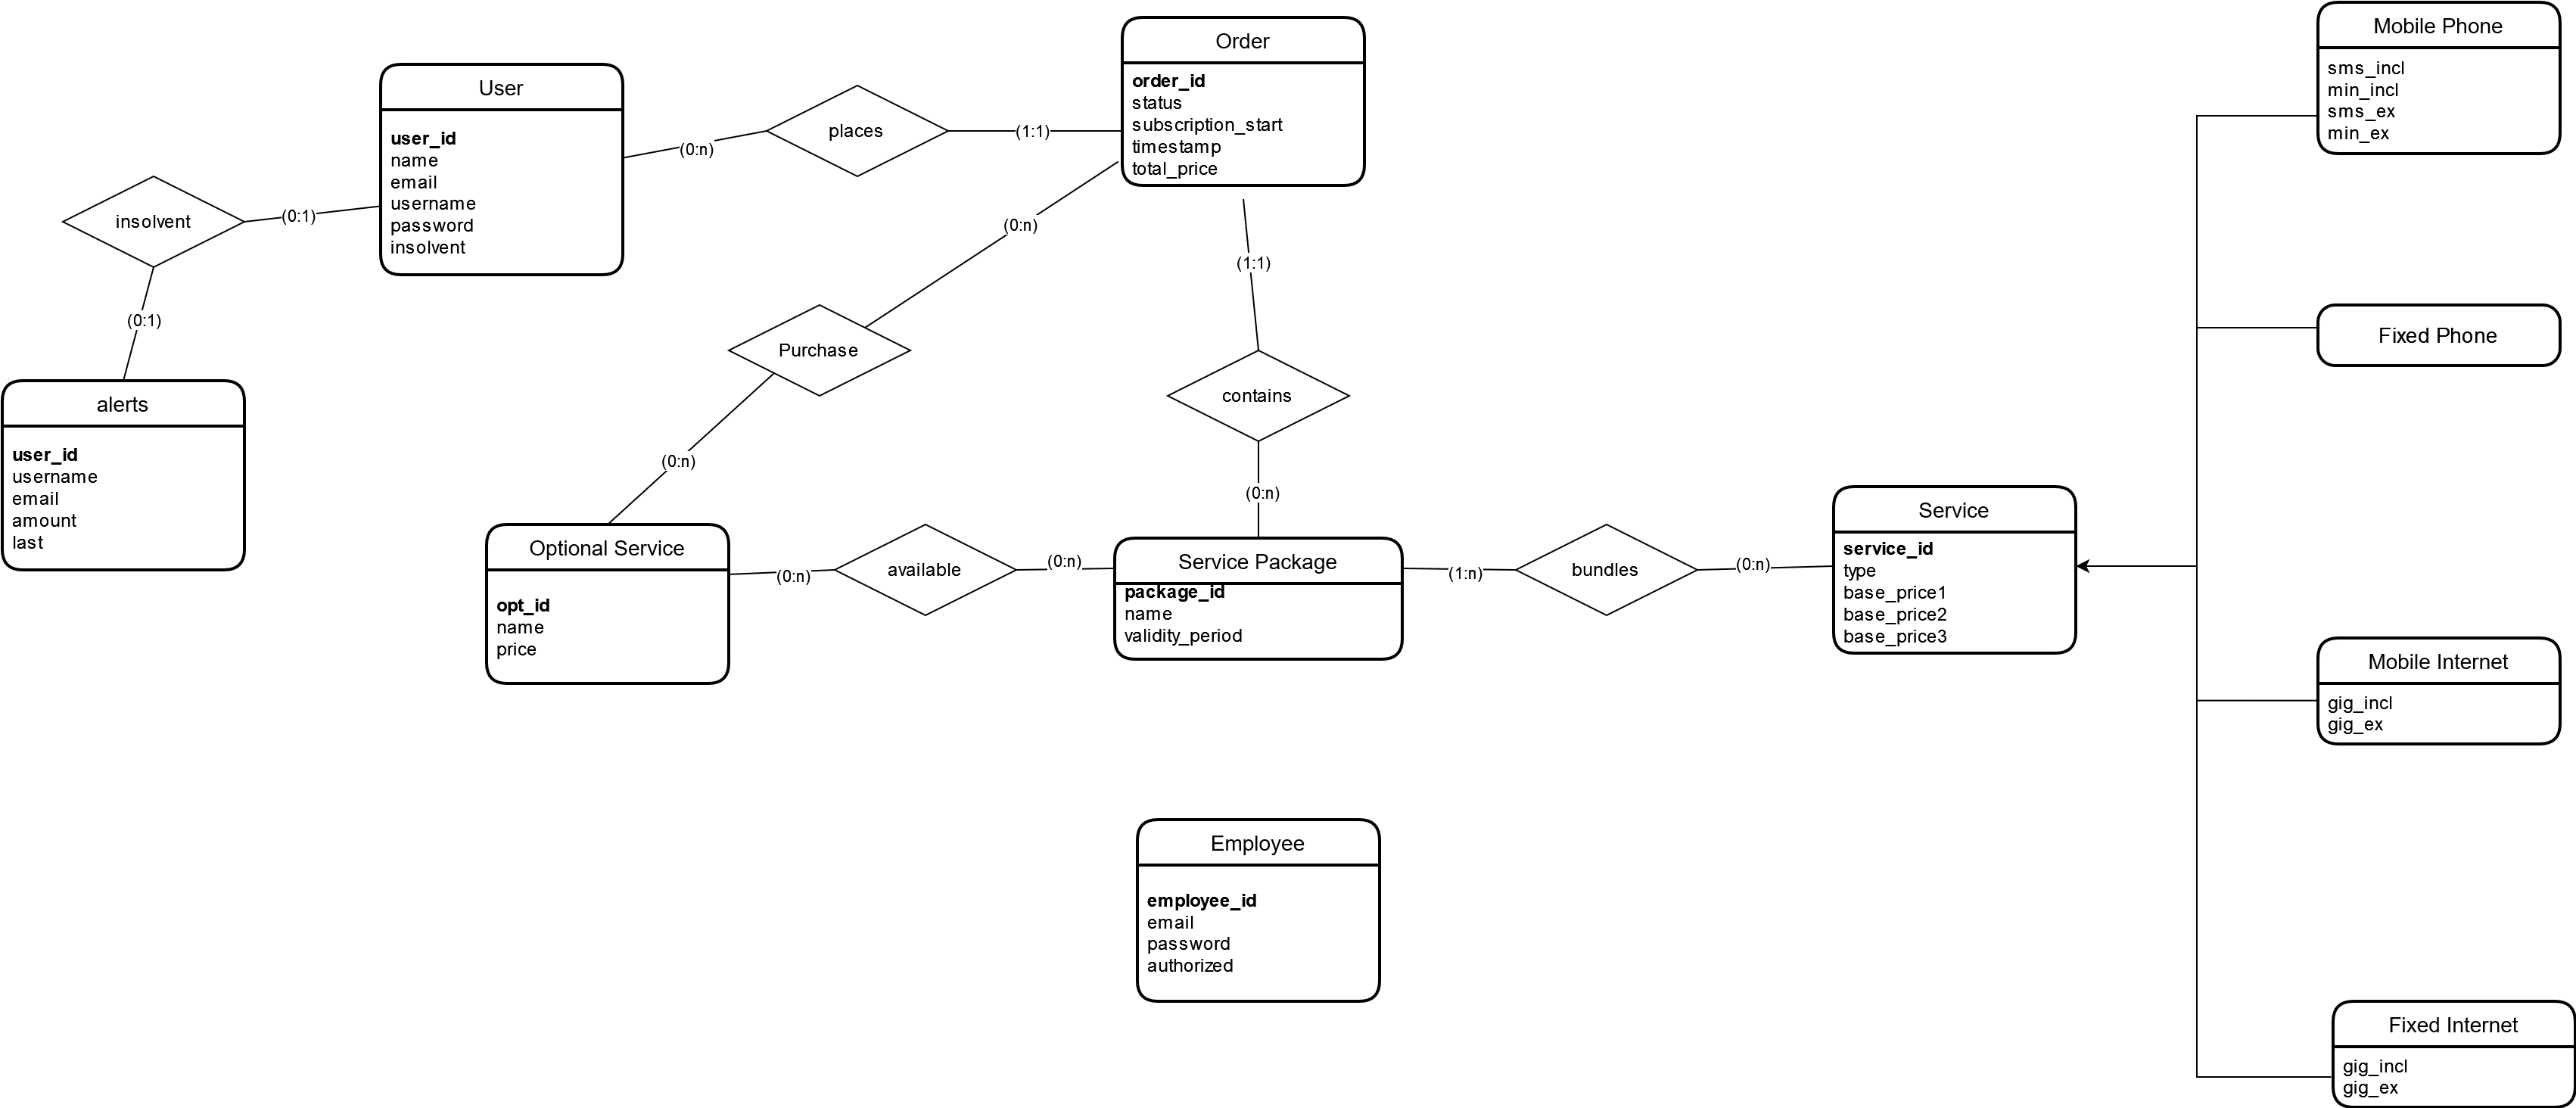 User
user_id
name
email
username
password
insolvent
places
(0:n)
(1:1)
Order
order_id
status
subscription_start
timestamp
total_price
insolvent
(0:1)
(0:1)
alerts
user_id
username
email
amount
last
Purchase
(0:n)
(0:n)
contains
(1:1)
(0:n)
Optional Service
opt_id
name
price
available
(0:n)
(0:n)
Service Package
package_id
name
validity_period
bundles
(1:n)
(0:n)
Service
service_id
type
base_price1
base_price2
base_price3
Mobile Phone
sms_incl
min_incl
sms_ex
min_ex
Fixed Phone
Mobile Internet
gig_incl
gig_ex
Fixed Internet
gig_incl
gig_ex
Employee
employee_id
email
password
authorized